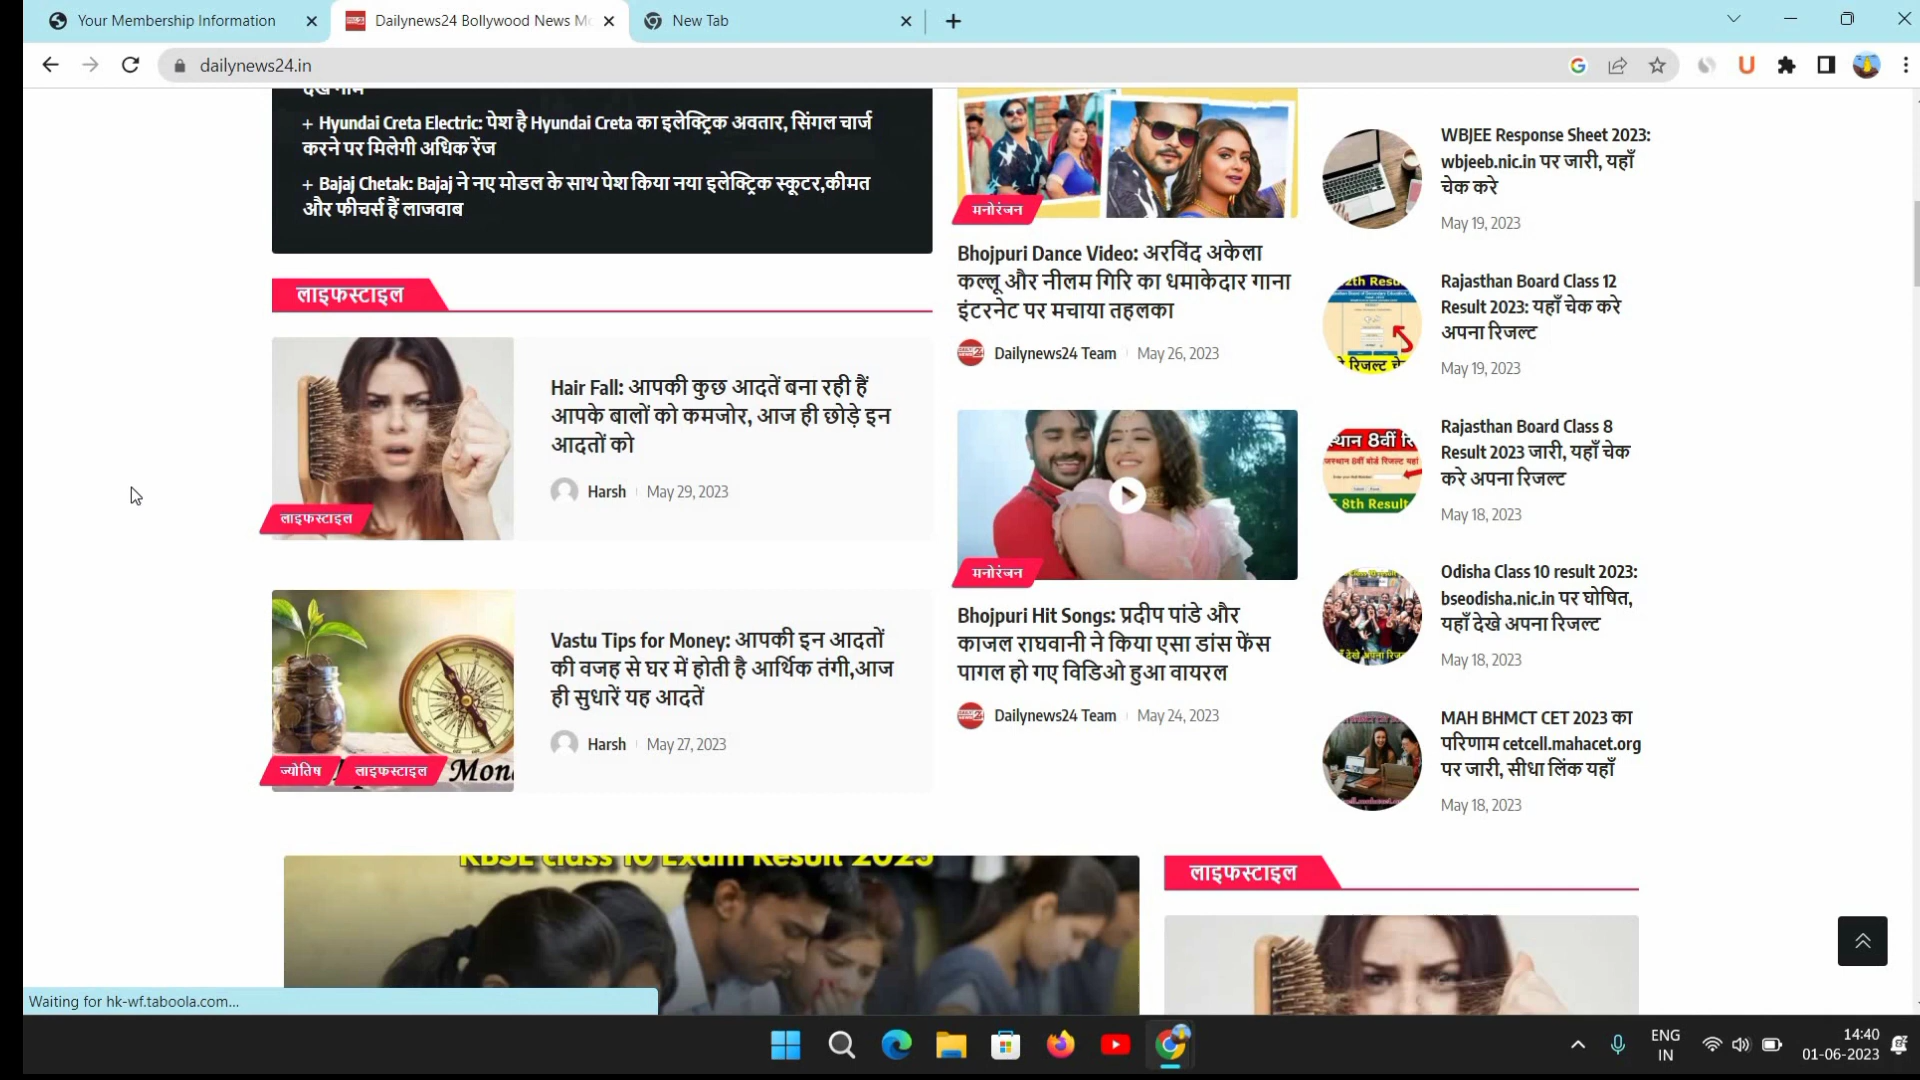 Your Membership Information
Dailynews24 Bollywood News Mo
New Tab
dailynews24.in
+ Hyundai Creta Electric: पेश है Hyundai Creta का इलेक्ट्रिक अवतार, सिंगल चार्ज
करने पर मिलेगी अधिक रेंज
+ Bajaj Chetak: Bajaj ने नए मोडल के साथ पेश किया नया इलेक्ट्रिक स्कूटर,कीमत
और फीचर्स हैं लाजवाब
लाइफस्टाइल
Hair Fall: आपकी कुछ आदतें बना रही हैं
आपके बालों को कमजोर, आज ही छोड़े इन
आदतों को
Harsh
May 29, 2023
लाइफस्टाइल
Vastu Tips for Money: आपकी इन आदतों
की वजह से घर में होती है आर्थिक तंगी,आज
ही सुधारें यह आदतें
Harsh
May 27, 2023
ज्योतिष
लाइफस्टाइल
Mon
मनोरंजन
Bhojpuri Dance Video: अरविंद अकेला
कल्लू और नीलम गिरि का धमाकेदार गाना
इंटरनेट पर मचाया तहलका
Dailynews24 Team
May 26, 2023
मनोरंजन
Bhojpuri Hit Songs: प्रदीप पांडे और
काजल राघवानी ने किया एसा डांस फेंस
पागल हो गए विडिओ हुआ वायरल
Dailynews24 Team
May 24, 2023
WBJEE Response Sheet 2023:
wbjeeb.nic.in पर जारी, यहाँ
चेक करे
May 19, 2023
Rajasthan Board Class 12
Result 2023: यहाँ चेक करे
अपना रिजल्ट
May 19, 2023
Rajasthan Board Class 8
Result 2023 जारी, यहाँ चेक
करे अपना रिजल्ट
May 18, 2023
8th Result
Odisha Class 10 result 2023:
bseodisha.nic.in पर घोषित,
यहाँ देखे अपना रिजल्ट
May 18, 2023
MAH BHMCT CET 2023 का
परिणाम cetcell.mahacet.org
पर जारी, सीधा लिंक यहाँ
May 18, 2023
class 10 Exam Result 2023
लाइफस्टाइल
Waiting for hk-wf.taboola.com...
ENG
IN
14:40
01-06-2023